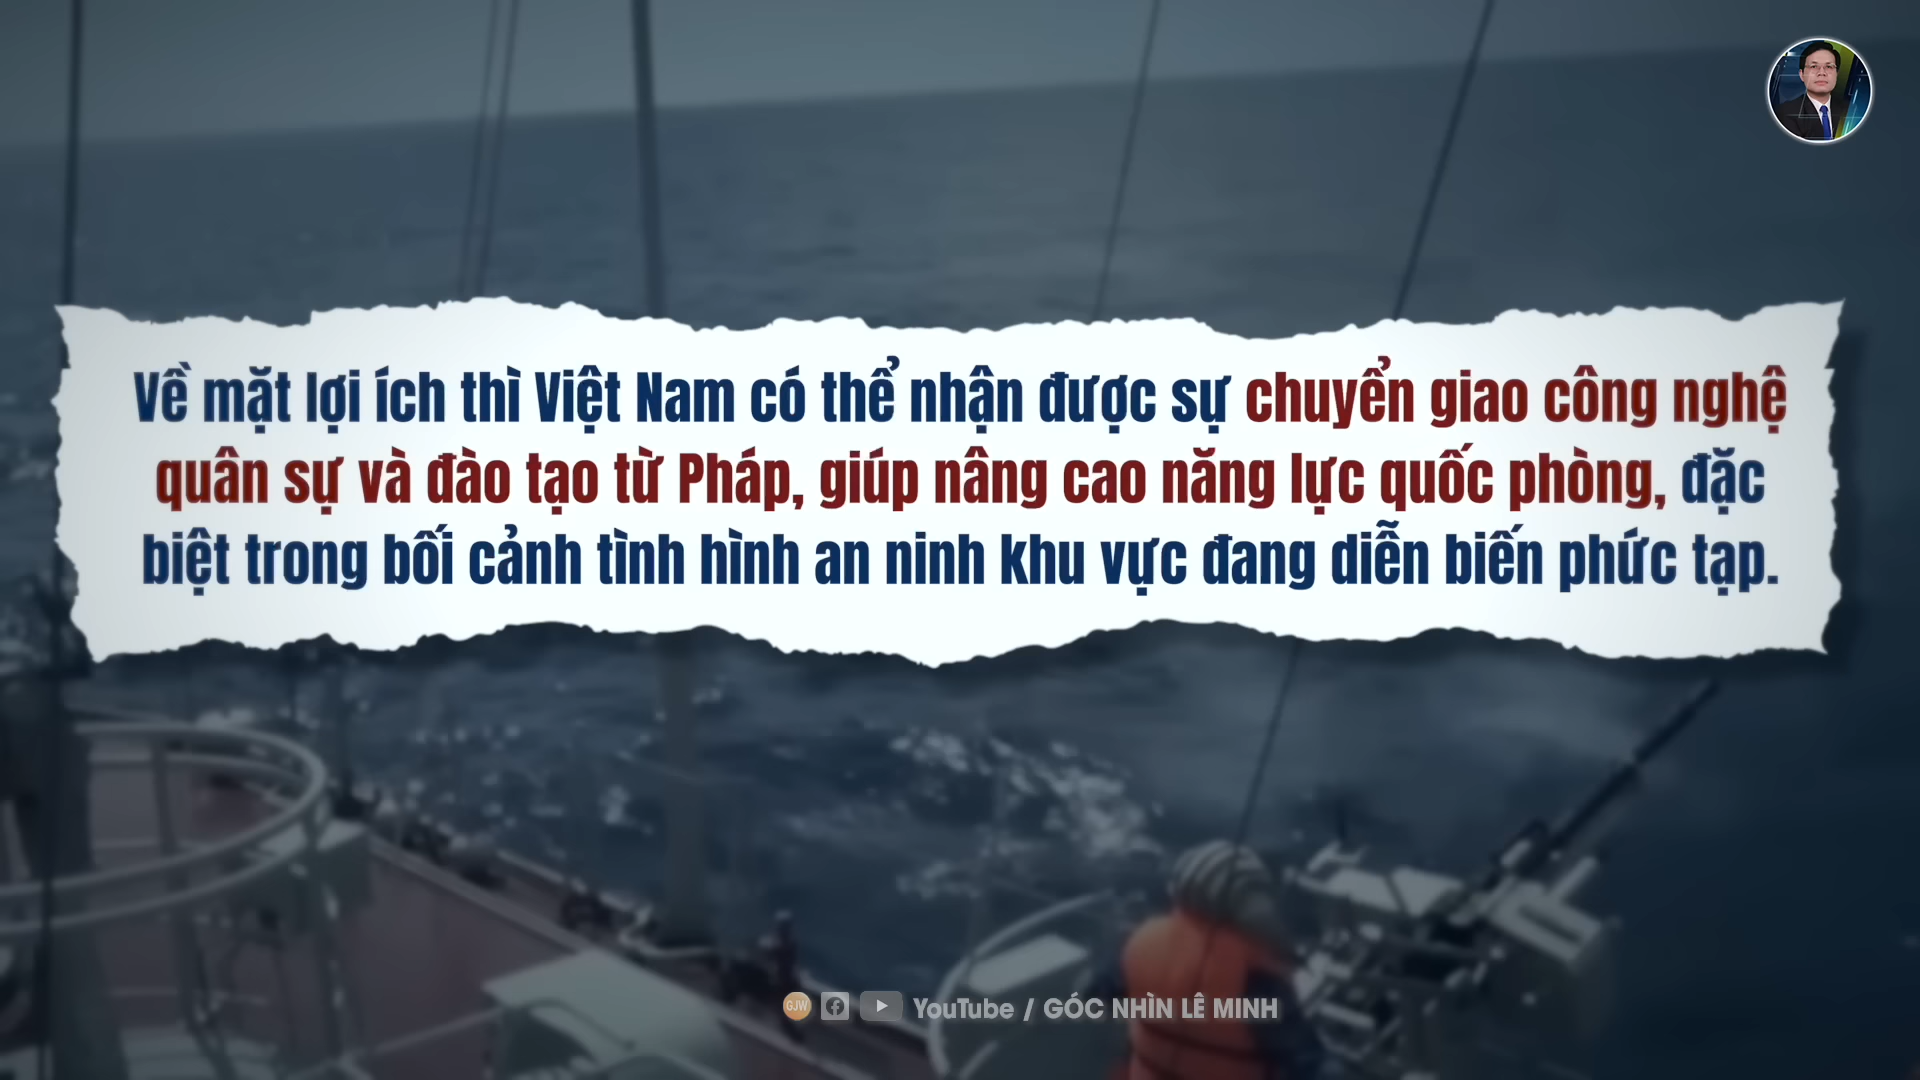 Về mặt lợi ích thì Việt Nam có thể nhận được sự chuyển giao công nghệ
quân sự và đào tạo từ Pháp, giúp nâng cao năng lực quốc phòng, đặc
biệt trong bối cảnh tình hình an ninh khu vực đang diễn biến phức tạp.
GJW YouTube / GÓC NHÌN LÊ MINH